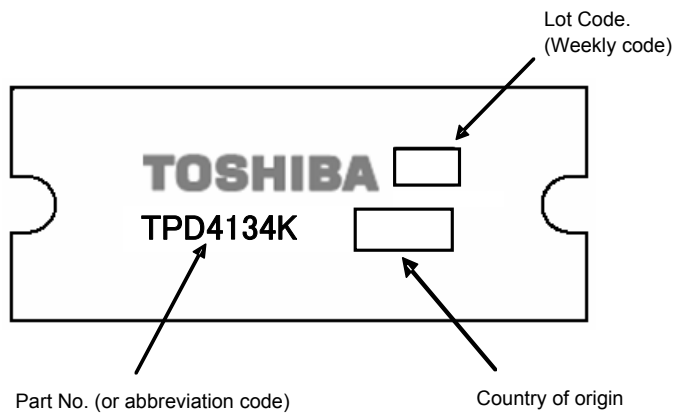 Lot Code.
(Weekly code)
TOSHIBA
TPD4134K
Part No. (or abbreviation code)
Country of origin